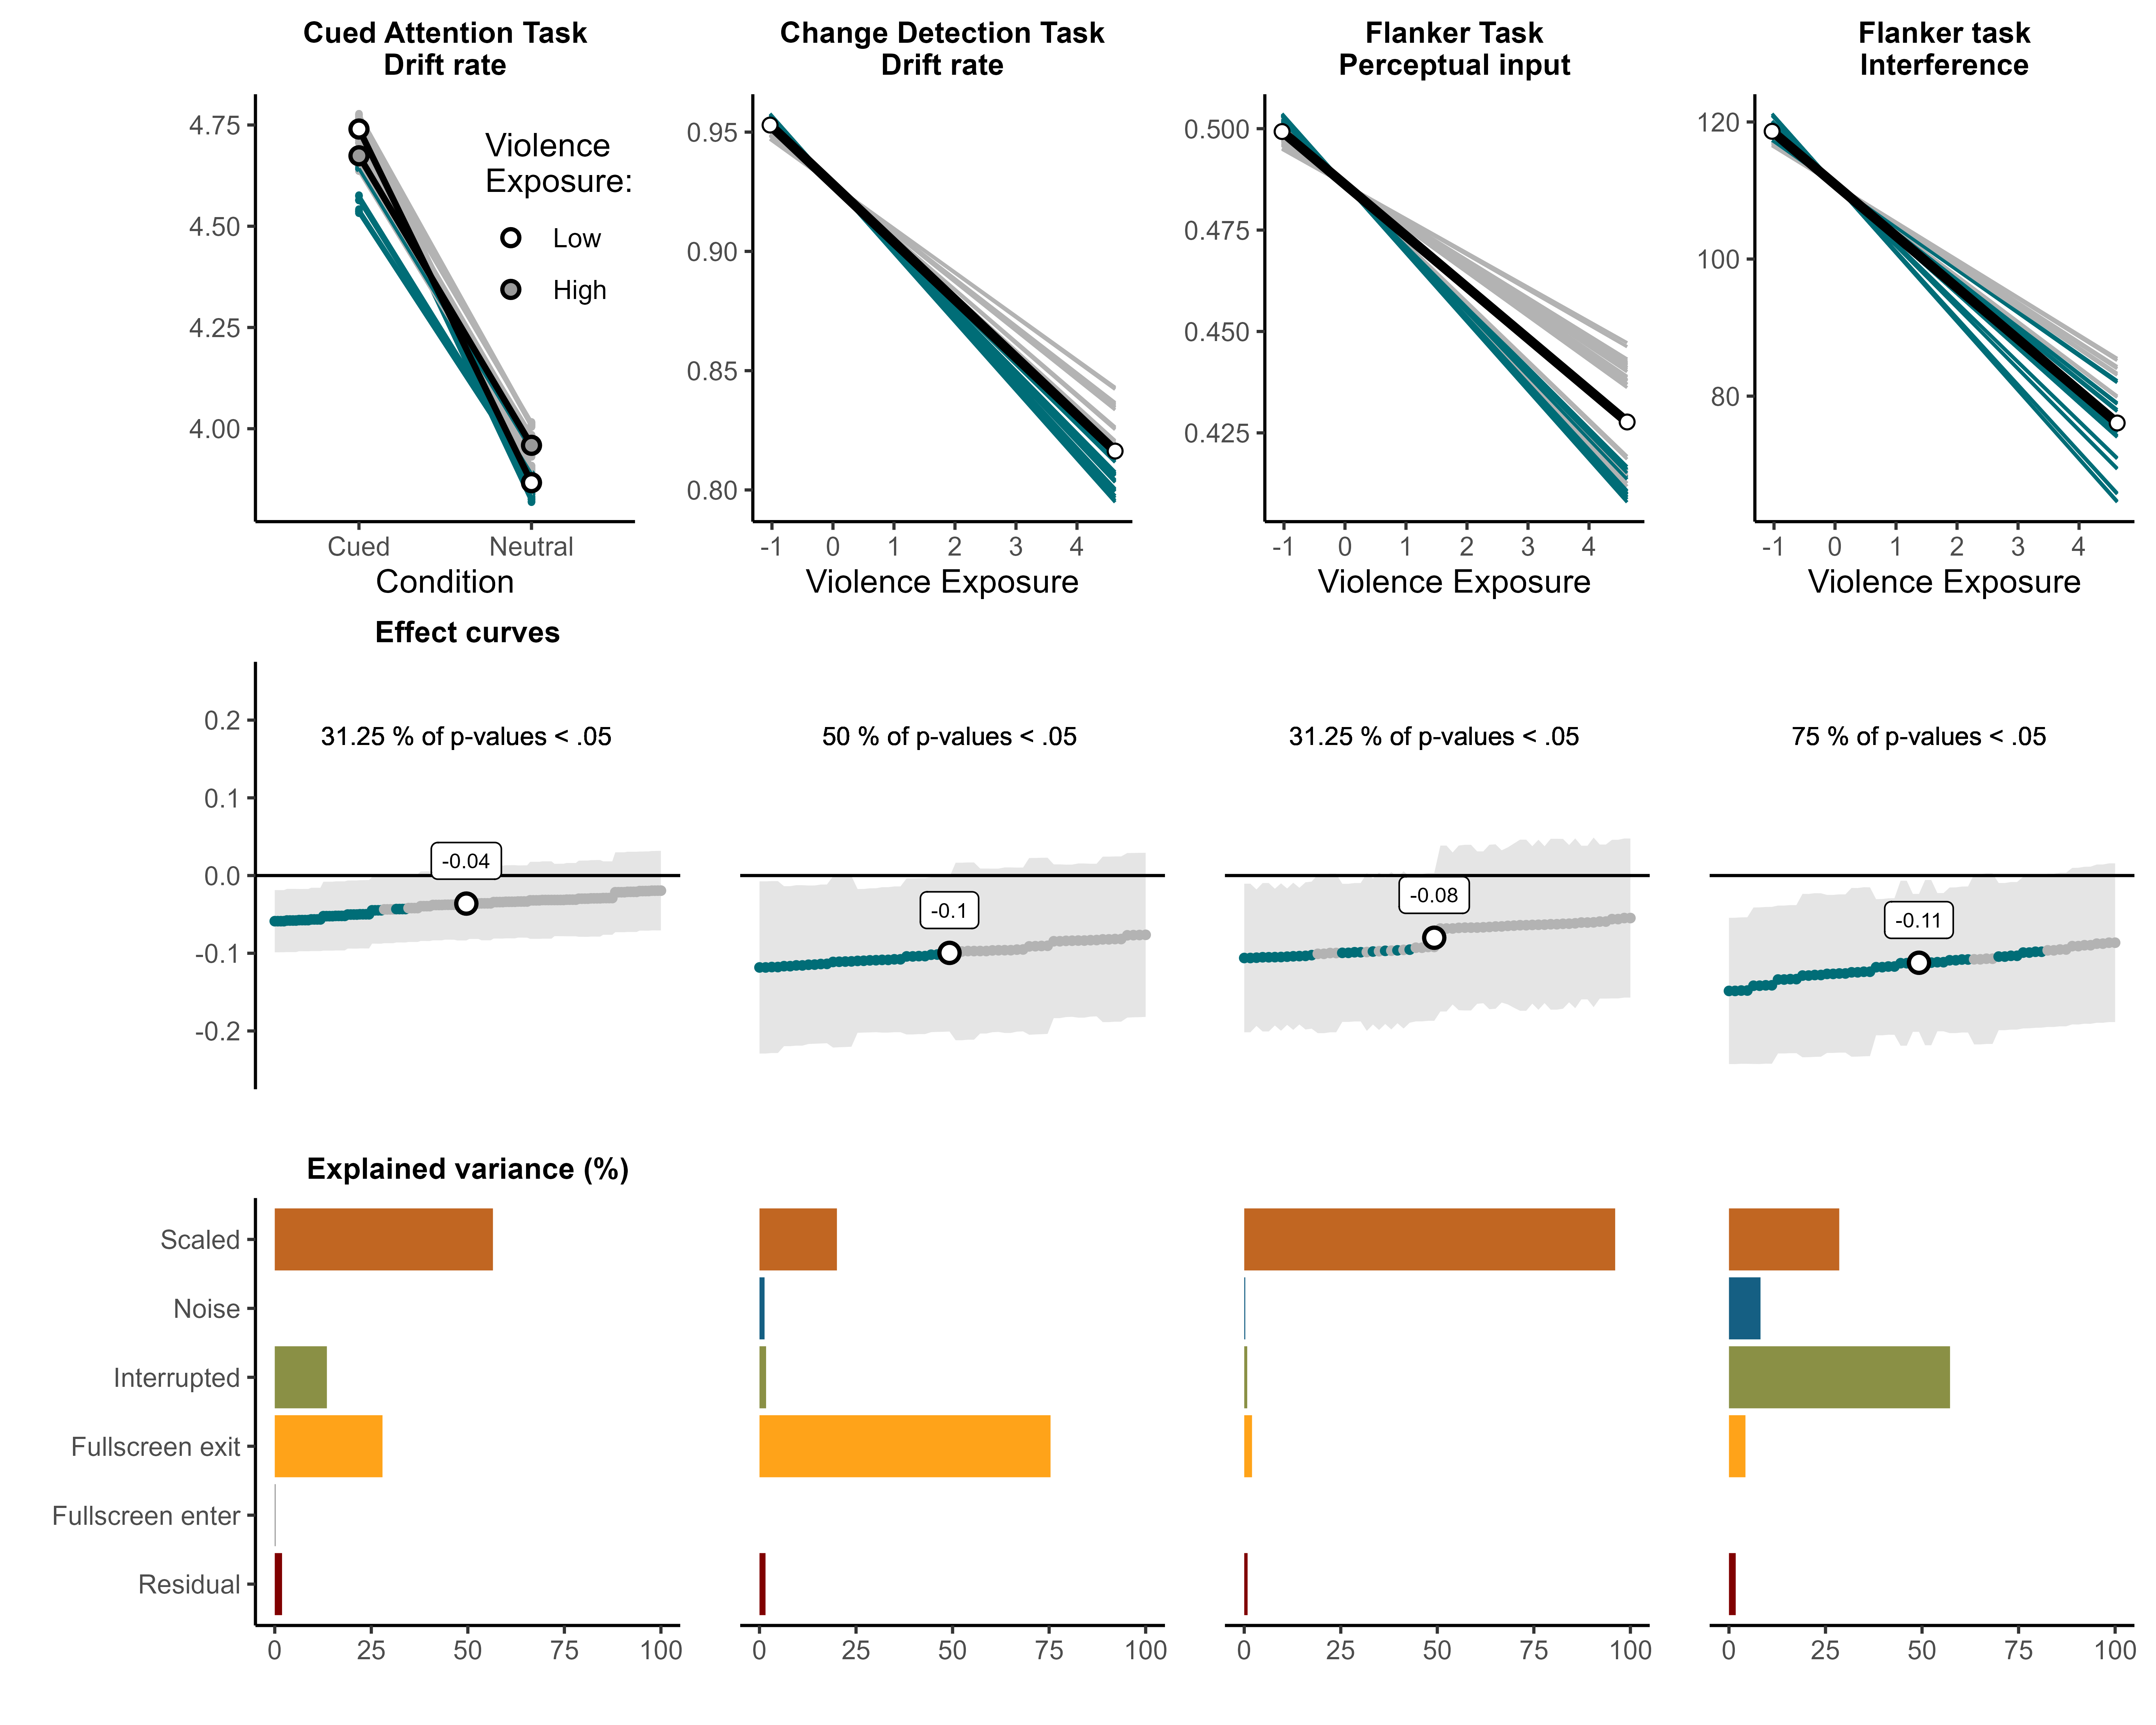 Cued Attention Task
Drift rate
Change Detection Task
Drift rate
Flanker Task
Perceptual input
Flanker task
Interference
4.75
4.50
4.25
4.00
Violence
Exposure:
Low
High
Cued
Neutral
Condition
0.95
0.90
0.85
0.80
-1 0 1 2 3 4
Violence Exposure
0.500
0.475
0.450
0.425
-1 0 1 2 3 4
Violence Exposure
120
100
80
-1 0 1 2 3 4
Violence Exposure
Effect curves
0.2
0.1
0.0
-0.1
-0.2
31.25 % of p-values < .05
-0.04
50 % of p-values < .05
-0.1
31.25 % of p-values < .05
-0.08
75 % of p-values < .05
-0.11
Explained variance (%)
Scaled
Noise
Interrupted
Fullscreen exit
Fullscreen enter
Residual
0 25 50 75 100
0 25 50 75 100
0 25 50 75 100
0 25 50 75 100